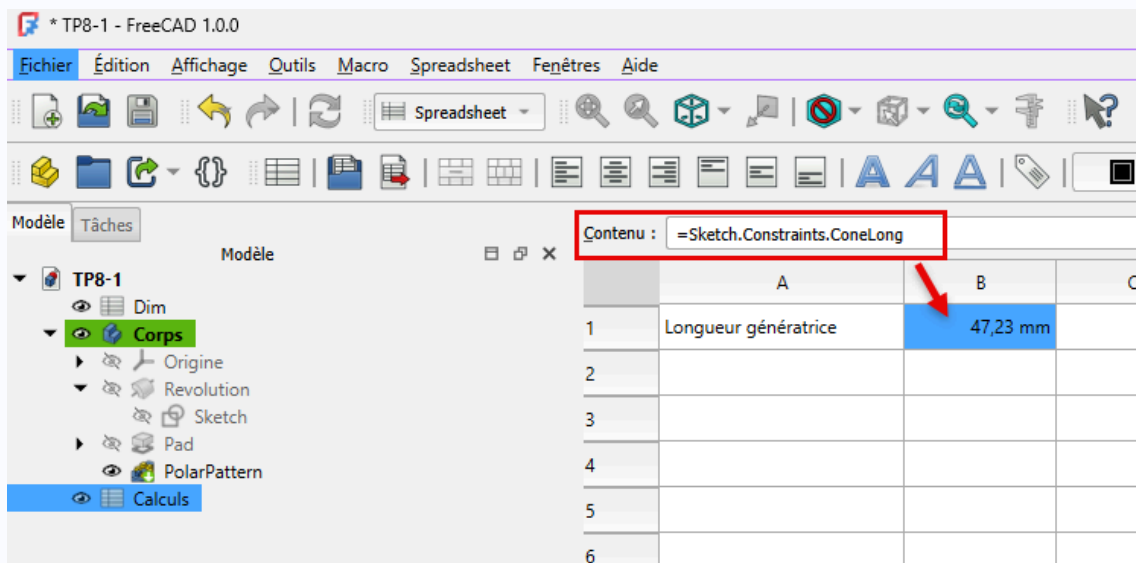 * TP8-1 - FreeCAD 1.0.0
Fichier Édition Affichage Outils Macro Spreadsheet Fenêtres Aide
Spreadsheet
A A A
Modèle Tâches
Modèle
TP8-1
Dim
Corps
Origine
Revolution
Sketch
Pad
PolarPattern
Calculs
Contenu : =Sketch.Constraints.ConeLong
A B C
1 Longueur génératrice 47,23 mm
2
3
4
5
6